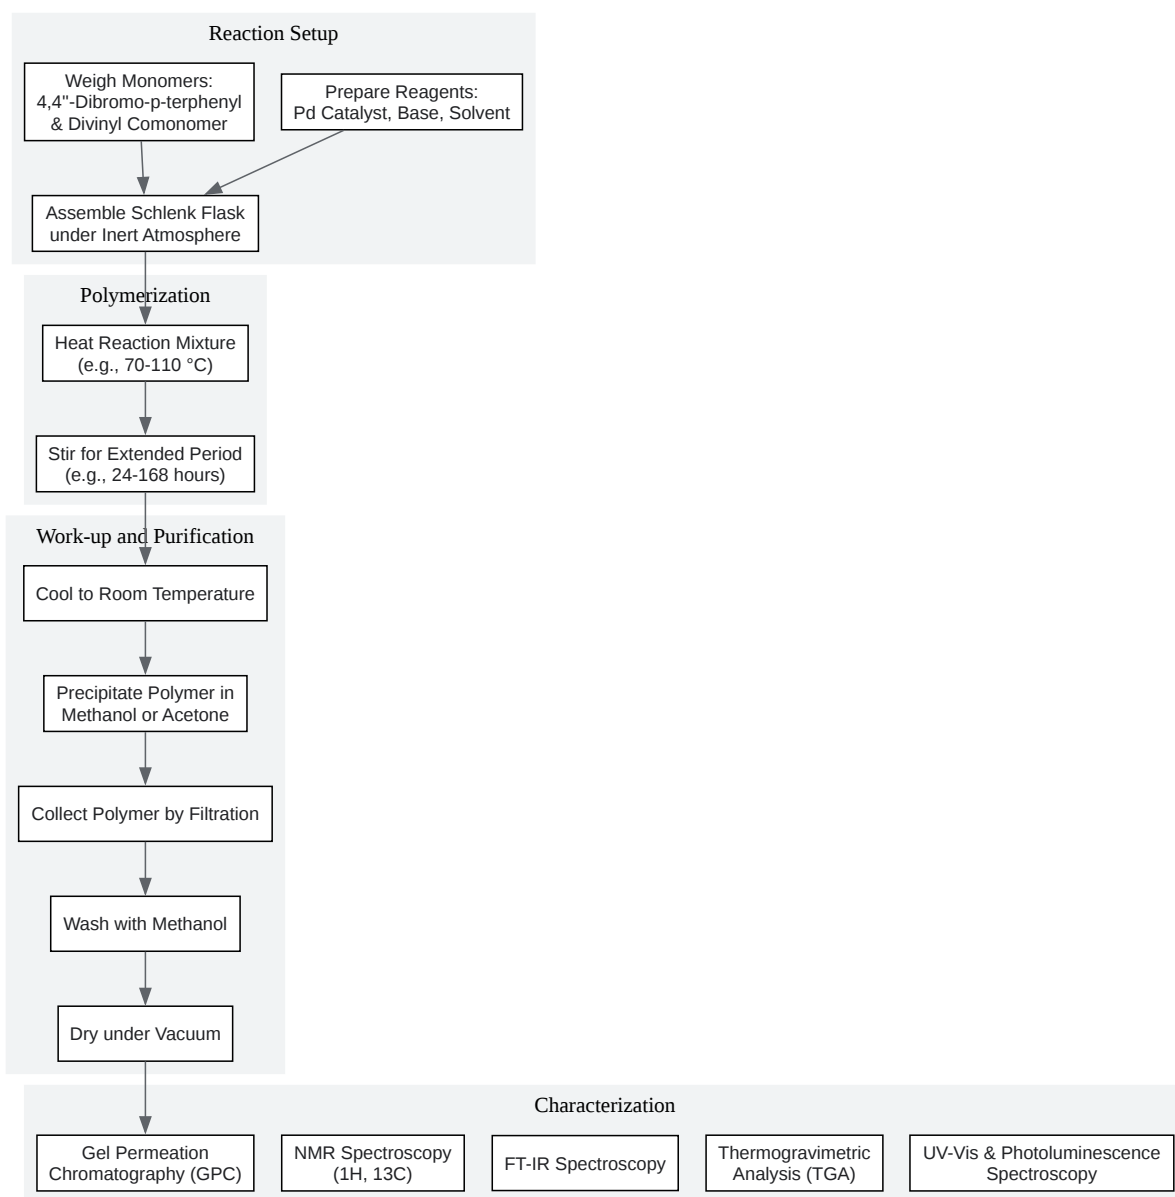 Reaction Setup
Weigh Monomers:
4,4"-Dibromo-p-terphenyl
& Divinyl Comonomer
Prepare Reagents:
Pd Catalyst, Base, Solvent
Assemble Schlenk Flask
under Inert Atmosphere
Polymerization
Heat Reaction Mixture
(e.g., 70-110 °C)
Stir for Extended Period
(e.g., 24-168 hours)
Work-up and Purification
Cool to Room Temperature
Precipitate Polymer in
Methanol or Acetone
Collect Polymer by Filtration
Wash with Methanol
Dry under Vacuum
Characterization
Gel Permeation
Chromatography (GPC)
NMR Spectroscopy
(1H, 13C)
FT-IR Spectroscopy
Thermogravimetric
Analysis (TGA)
UV-Vis & Photoluminescence
Spectroscopy